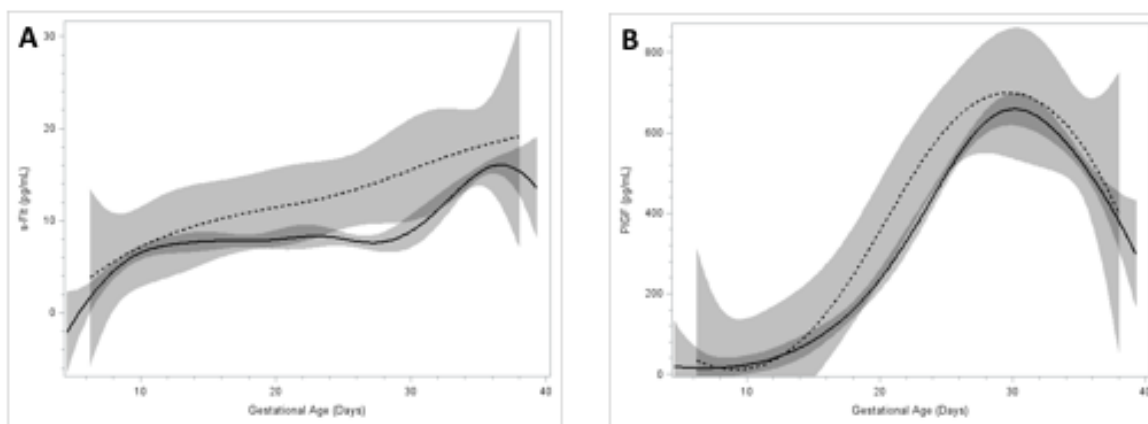 A
s-Flt (pg/mL)
30
20
10
0
10 20 30 40
Gestational Age (Days)
B
PlGF (pg/mL)
800
600
400
200
0
10 20 30 40
Gestational Age (Days)